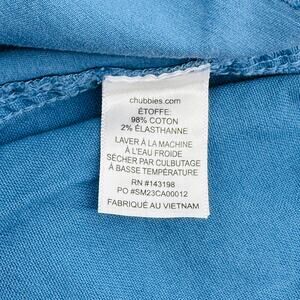 chubbies.com
ÉTOFFE:
98% COTON
2% ÉLASTHANNE
LAVER À LA MACHINE
À L'EAU FROIDE
SÉCHER PAR CULBUTAGE
À BASSE TEMPÉRATURE
RN #143198
PO #SM23CA00012
FABRIQUÉ AU VIETNAM